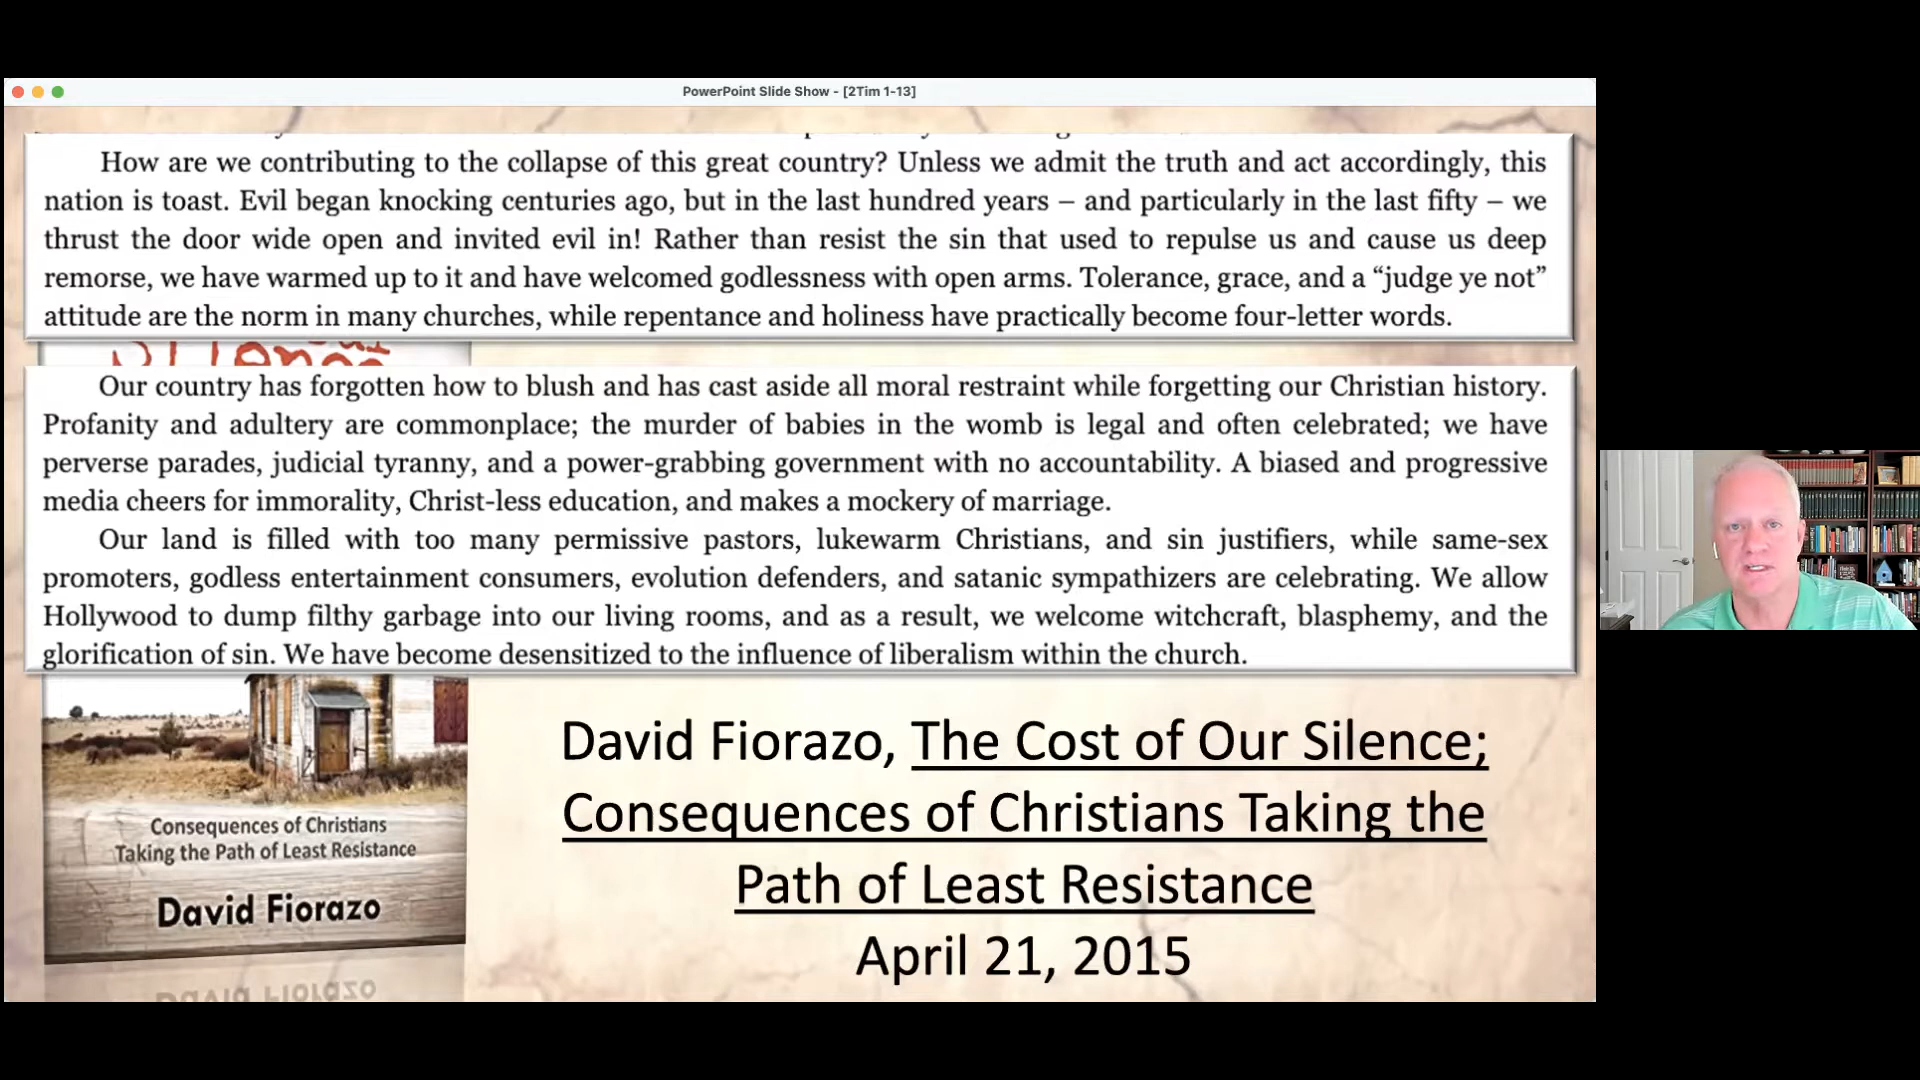 PowerPoint Slide Show - [2Tim 1-13]
How are we contributing to the collapse of this great country? Unless we admit the truth and act accordingly, this
nation is toast. Evil began knocking centuries ago, but in the last hundred years – and particularly in the last fifty – we
thrust the door wide open and invited evil in! Rather than resist the sin that used to repulse us and cause us deep
remorse, we have warmed up to it and have welcomed godlessness with open arms. Tolerance, grace, and a “judge ye not”
attitude are the norm in many churches, while repentance and holiness have practically become four-letter words.
Our country has forgotten how to blush and has cast aside all moral restraint while forgetting our Christian history.
Profanity and adultery are commonplace; the murder of babies in the womb is legal and often celebrated; we have
perverse parades, judicial tyranny, and a power-grabbing government with no accountability. A biased and progressive
media cheers for immorality, Christ-less education, and makes a mockery of marriage.
Our land is filled with too many permissive pastors, lukewarm Christians, and sin justifiers, while same-sex
promoters, godless entertainment consumers, evolution defenders, and satanic sympathizers are celebrating. We allow
Hollywood to dump filthy garbage into our living rooms, and as a result, we welcome witchcraft, blasphemy, and the
glorification of sin. We have become desensitized to the influence of liberalism within the church.
Consequences of Christians
Taking the Path of Least Resistance
David Fiorazo
David Fiorazo, The Cost of Our Silence;
Consequences of Christians Taking the
Path of Least Resistance
April 21, 2015